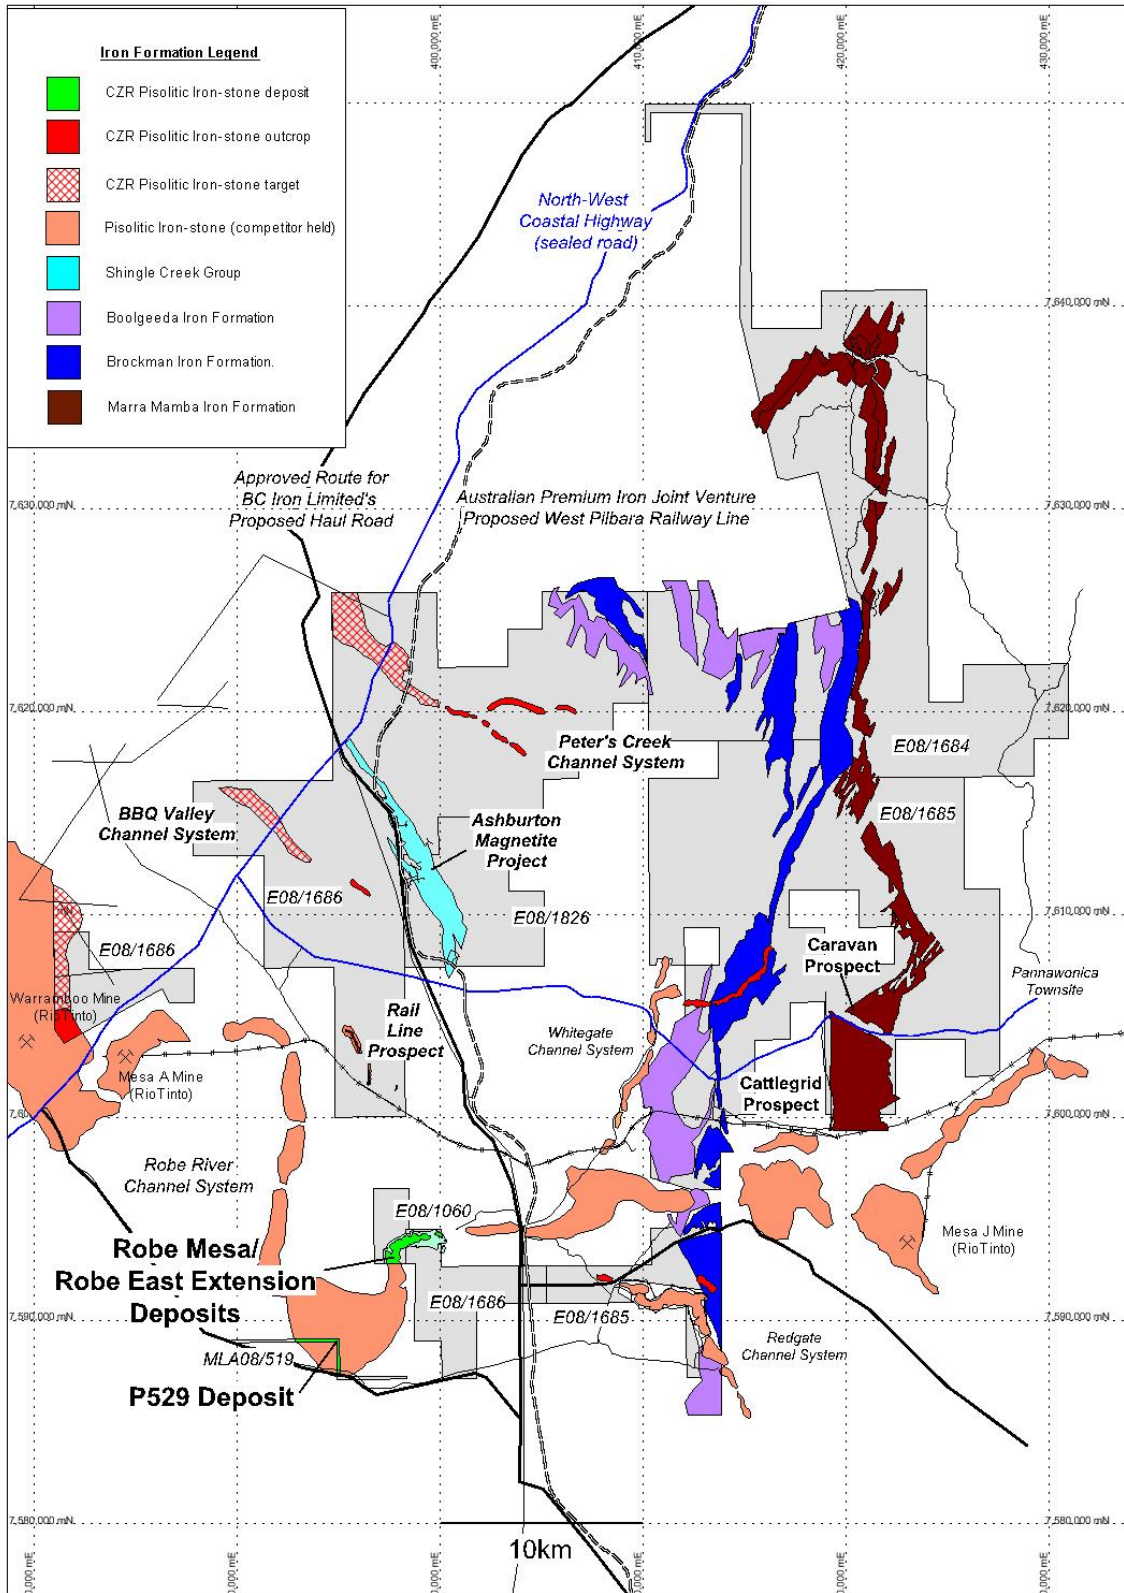 400,000 mE
410,000 mE
420,000 mE
430,000 mE
Iron Formation Legend
CZR Pisolitic Iron-stone deposit
CZR Pisolitic Iron-stone outcrop
CZR Pisolitic Iron-stone target
Pisolitic Iron-stone (competitor held)
Shingle Creek Group
Boolgeeda Iron Formation
Brockman Iron Formation.
Marra Mamba Iron Formation
North-West
Coastal Highway
(sealed road)
7,640,000 mN
Approved Route for
BC Iron Limited's
Proposed Haul Road
Australian Premium Iron Joint Venture
Proposed West Pilbara Railway Line
7,630,000 mN
7,630,000 mN
7,620,000 mN
7,620,000 mN
Peter's Creek
Channel System
E08/1684
BBQ Valley
Channel System
Ashburton
Magnetite
Project
E08/1685
E08/1686
E08/1826
7,610,000 mN
E08/1686
Caravan
Prospect
Pannawonica
Townsite
Warramboo Mine
(RioTinto)
Rail
Line
Prospect
Whitegate
Channel System
Mesa A Mine
(RioTinto)
Cattlegrid
Prospect
7,60
7,600,000 mN
Robe River
Channel System
E08/1060
Robe Mesa/
Robe East Extension
Deposits
Mesa J Mine
(RioTinto)
E08/1686
E08/1685
7,590,000 mN
7,590,000 mN
Redgate
Channel System
MLA08/519
P529 Deposit
7,580,000 mN
7,580,000 mN
10km